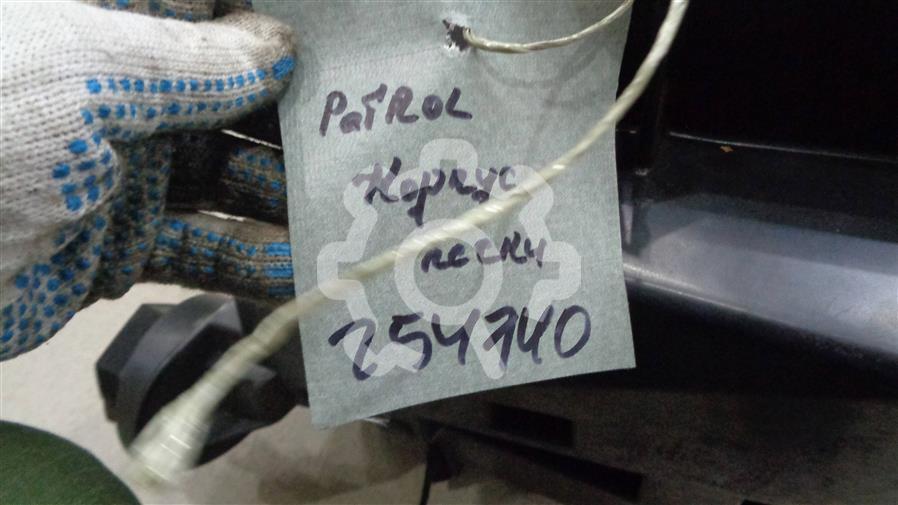 Patrol
Корпус
печки
254740